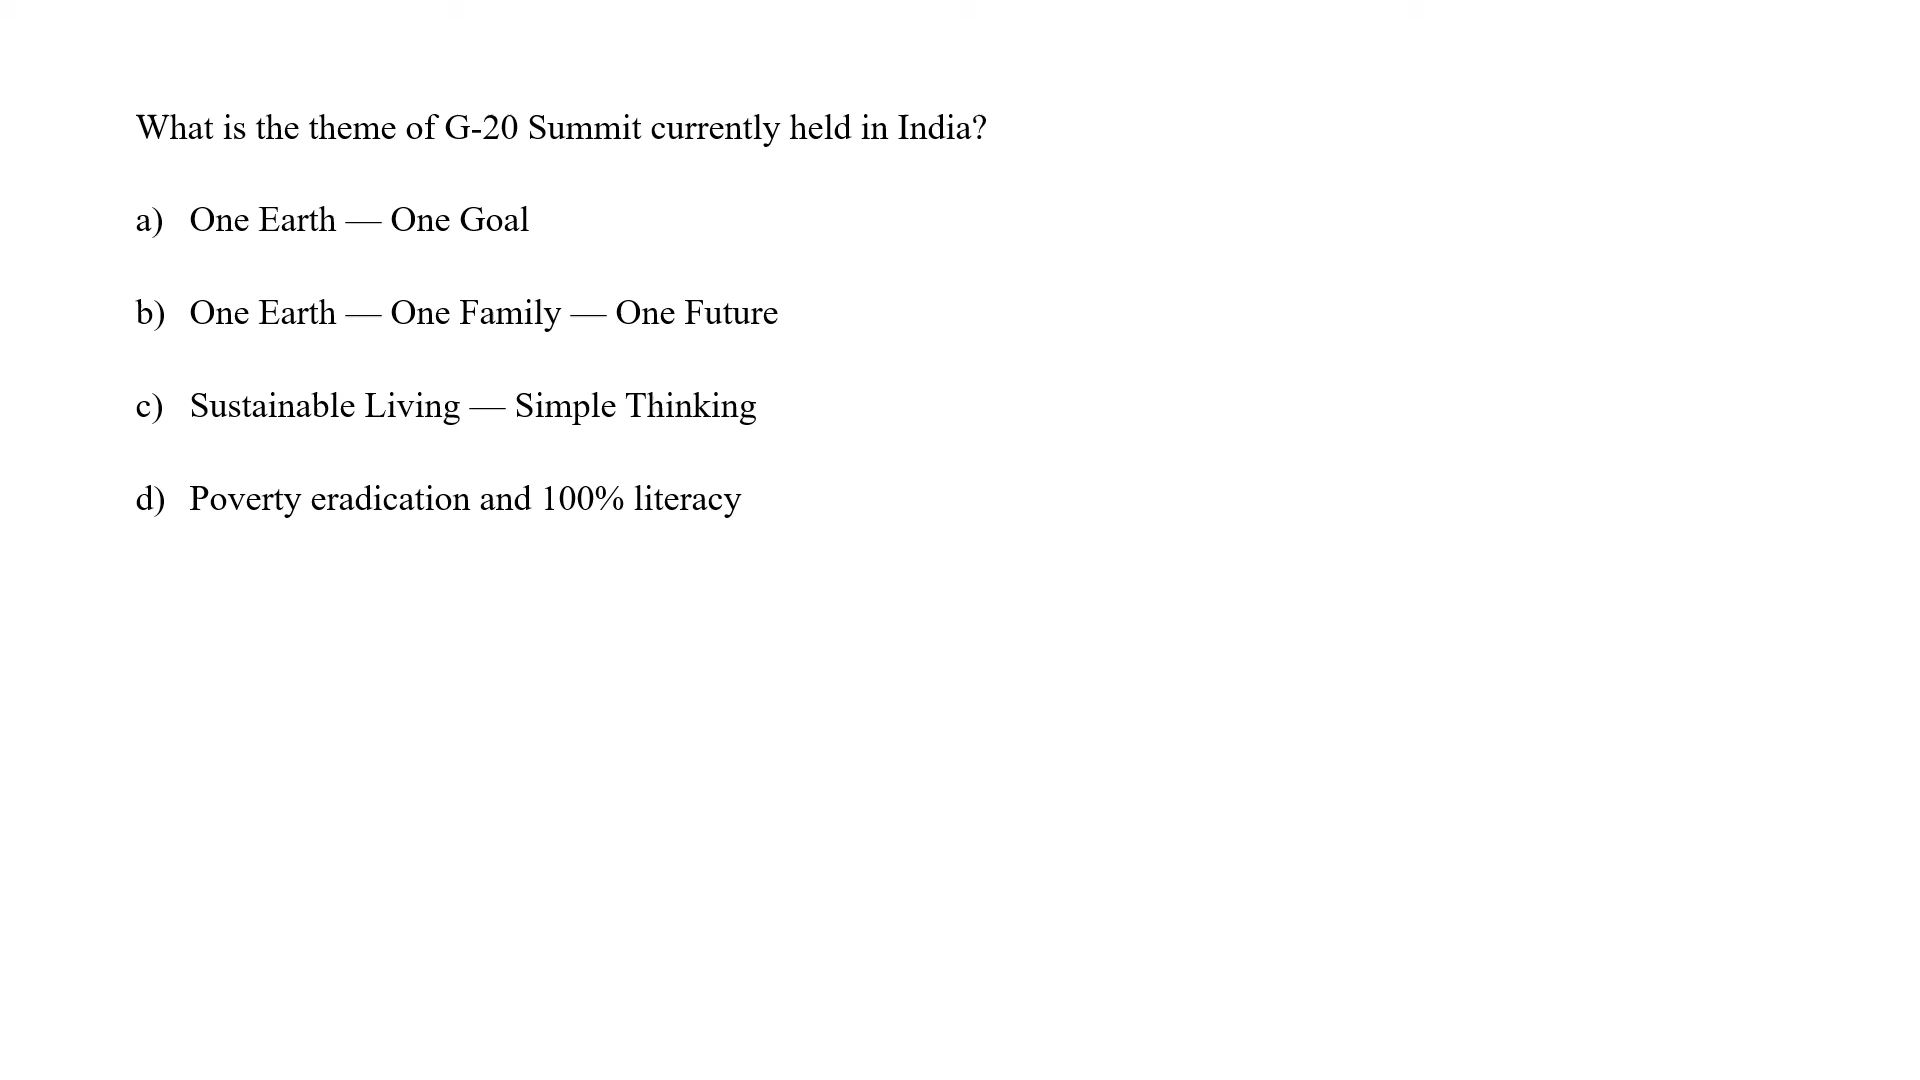 What is the theme of G-20 Summit currently held in India?
a) One Earth — One Goal
b) One Earth — One Family — One Future
c) Sustainable Living — Simple Thinking
d) Poverty eradication and 100% literacy